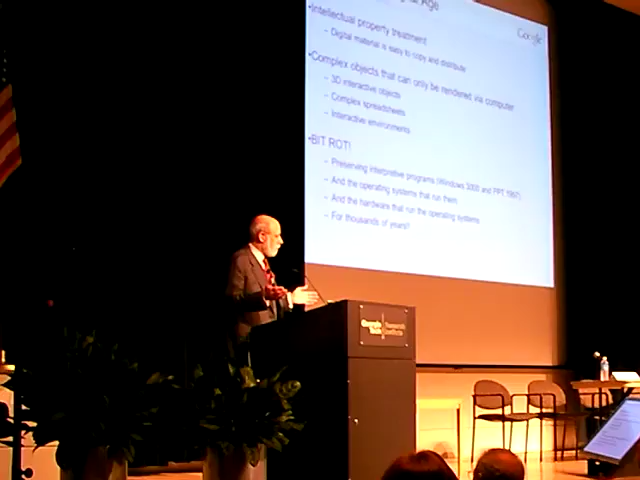 Age
Google
•Intellectual property treatment
– Digital material is easy to copy and distribute
•Complex objects that can only be rendered via computer
– 3D interactive objects
– Complex spreadsheets
– Interactive environments
•BIT ROT!
– Preserving interpretive programs (Windows 3000 and PPT 1997)
– And the operating systems that run them
– And the hardware that run the operating systems
– For thousands of years?
Georgia
Tech